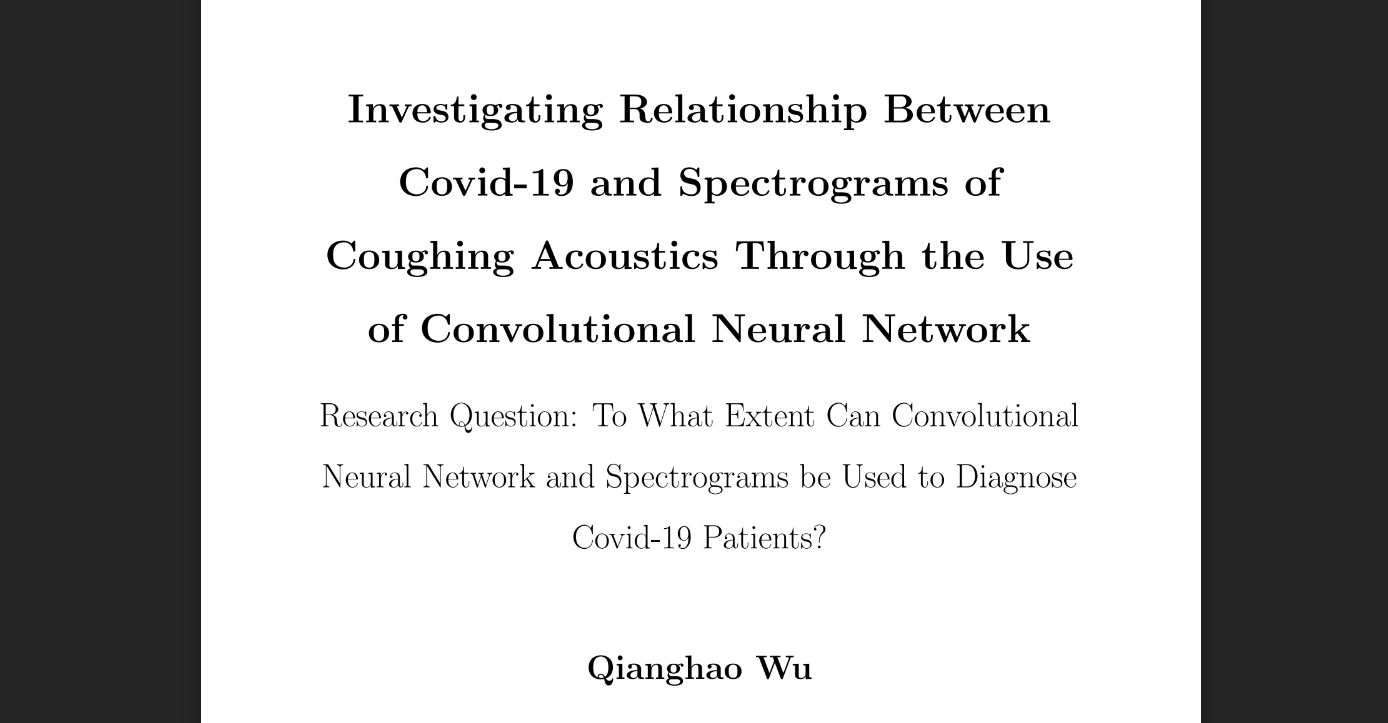 Investigating Relationship Between
Covid-19 and Spectrograms of
Coughing Acoustics Through the Use
of Convolutional Neural Network
Research Question: To What Extent Can Convolutional
Neural Network and Spectrograms be Used to Diagnose
Covid-19 Patients?
Qianghao Wu